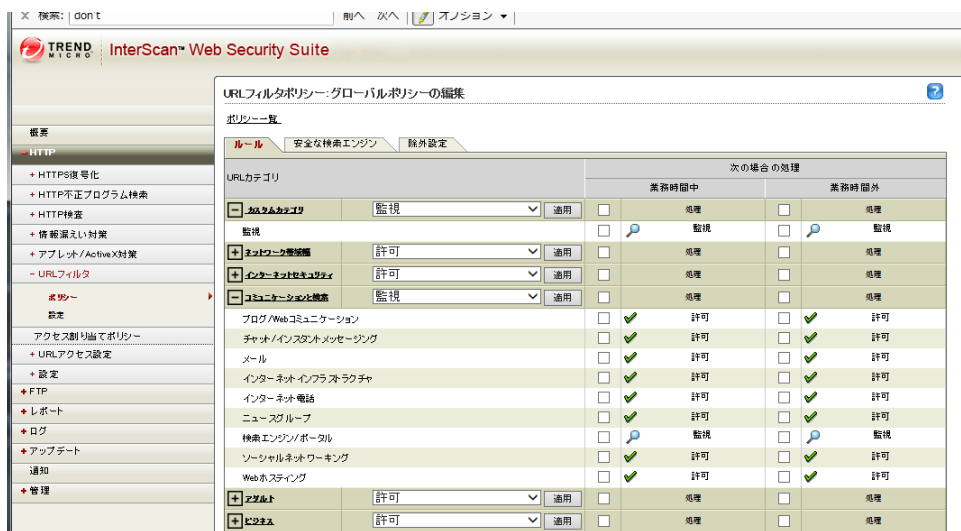 × 検索: don't 前へ 次へ オプション
TREND MICRO InterScan™ Web Security Suite
URLフィルタポリシー:グローバルポリシーの編集
ポリシー一覧
ルール 安全な検索エンジン 除外設定
URLカテゴリ 次の場合の処理
業務時間中 業務時間外
カスタムカテゴリ 監視 適用 処理 処理
監視 監視 監視
ネットワーク帯域幅 許可 適用 処理 処理
インターネットセキュリティ 許可 適用 処理 処理
コミュニケーションと検索 監視 適用 処理 処理
ブログ/Webコミュニケーション 許可 許可
チャット/インスタントメッセージング 許可 許可
メール 許可 許可
インターネットインフラストラクチャ 許可 許可
インターネット電話 許可 許可
ニュースグループ 許可 許可
検索エンジン/ポータル 監視 監視
ソーシャルネットワーキング 許可 許可
Webホスティング 許可 許可
アダルト 許可 適用 処理 処理
ビジネス 許可 適用 処理 処理
概要
HTTP
HTTPS復号化
HTTP不正プログラム検索
HTTP検査
情報漏えい対策
アプレット/ActiveX対策
URLフィルタ
ポリシー
設定
アクセス割り当てポリシー
URLアクセス設定
設定
FTP
レポート
ログ
アップデート
通知
管理